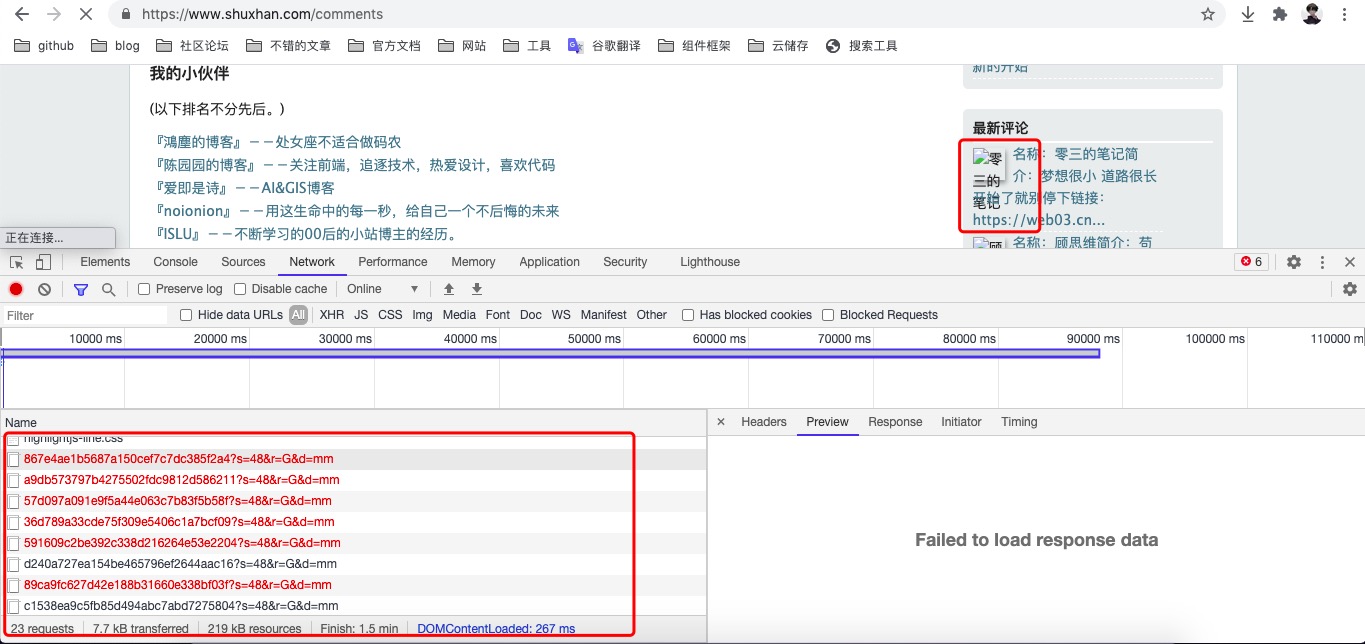 https://www.shuxhan.com/comments
github blog 社区论坛 不错的文章 官方文档 网站 工具 谷歌翻译 组件框架 云储存 搜索工具
我的小伙伴
(以下排名不分先后。)
『鴻塵的博客』－－处女座不适合做码农
『陈园园的博客』－－关注前端，追逐技术，热爱设计，喜欢代码
『爱即是诗』－－AI&GIS博客
『noionion』－－用这生命中的每一秒，给自己一个不后悔的未来
『ISLU』－－不断学习的00后的小站博主的经历。
新的开始
最新评论
零三的笔记
名称：零三的笔记简
介：梦想很小 道路很长
开始了就别停下链接：
https://web03.cn...
顾
名称：顾思维简介：苟
正在连接...
Elements Console Sources Network Performance Memory Application Security Lighthouse 6
Preserve log Disable cache Online
Filter Hide data URLs All XHR JS CSS Img Media Font Doc WS Manifest Other Has blocked cookies Blocked Requests
10000 ms 20000 ms 30000 ms 40000 ms 50000 ms 60000 ms 70000 ms 80000 ms 90000 ms 100000 ms 110000 m
Name
highlightjs-line.css
867e4ae1b5687a150cef7c7dc385f2a4?s=48&r=G&d=mm
a9db573797b4275502fdc9812d586211?s=48&r=G&d=mm
57d097a091e9f5a44e063c7b83f5b58f?s=48&r=G&d=mm
36d789a33cde75f309e5406c1a7bcf09?s=48&r=G&d=mm
591609c2be392c338d216264e53e2204?s=48&r=G&d=mm
d240a727ea154be465796ef2644aac16?s=48&r=G&d=mm
89ca9fc627d42e188b31660e338bf03f?s=48&r=G&d=mm
c1538ea9c5fb85d494abc7abd7275804?s=48&r=G&d=mm
23 requests 7.7 kB transferred 219 kB resources Finish: 1.5 min DOMContentLoaded: 267 ms
× Headers Preview Response Initiator Timing
Failed to load response data